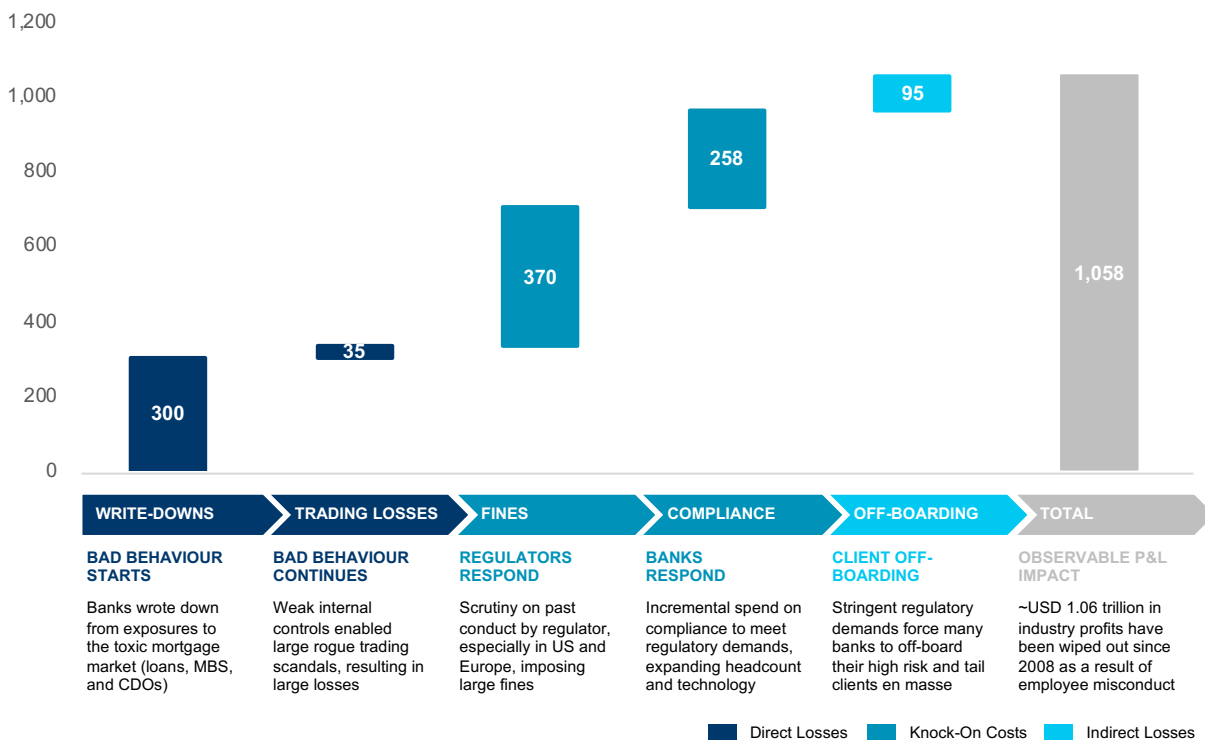 1,200
1,000
800
600
400
200
0
300
35
370
258
95
1,058
WRITE-DOWNS
TRADING LOSSES
FINES
COMPLIANCE
OFF-BOARDING
TOTAL
BAD BEHAVIOUR
STARTS
Banks wrote down
from exposures to
the toxic mortgage
market (loans, MBS,
and CDOs)
BAD BEHAVIOUR
CONTINUES
Weak internal
controls enabled
large rogue trading
scandals, resulting in
large losses
REGULATORS
RESPOND
Scrutiny on past
conduct by regulator,
especially in US and
Europe, imposing
large fines
BANKS
RESPOND
Incremental spend on
compliance to meet
regulatory demands,
expanding headcount
and technology
CLIENT OFF-
BOARDING
Stringent regulatory
demands force many
banks to off-board
their high risk and tail
clients en masse
OBSERVABLE P&L
IMPACT
~USD 1.06 trillion in
industry profits have
been wiped out since
2008 as a result of
employee misconduct
Direct Losses
Knock-On Costs
Indirect Losses